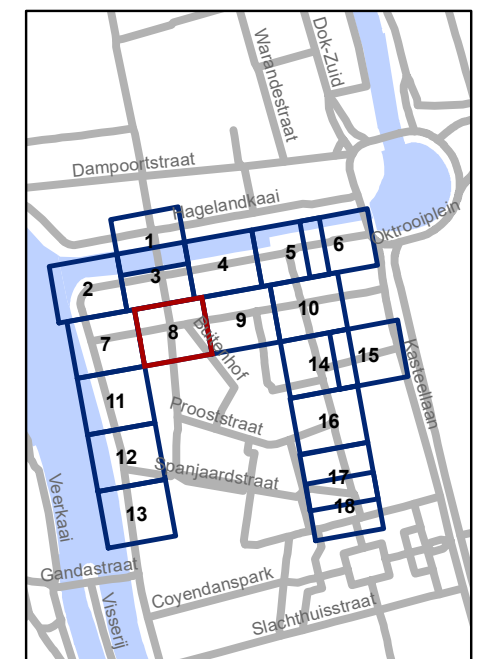 Warandestraat
Dok-Zuid
Dampoortstraat
Hagelandkaai
Oktrooiplein
1
2
3
4
5
6
7
8
9
10
Buitenhof
11
12
13
14
15
16
17
18
Kasteellaan
Prooststraat
Spanjaardstraat
Veerkaai
Gandastraat
Visserij
Coyendanspark
Slachthuisstraat